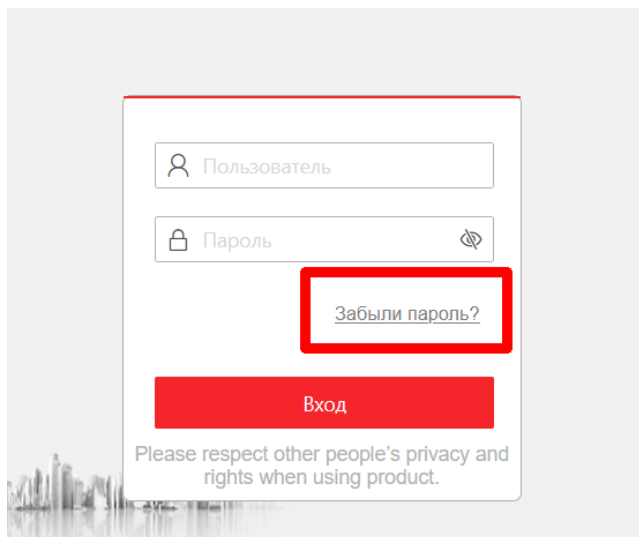 Пользователь
Пароль
Забыли пароль?
Вход
Please respect other people's privacy and
rights when using product.